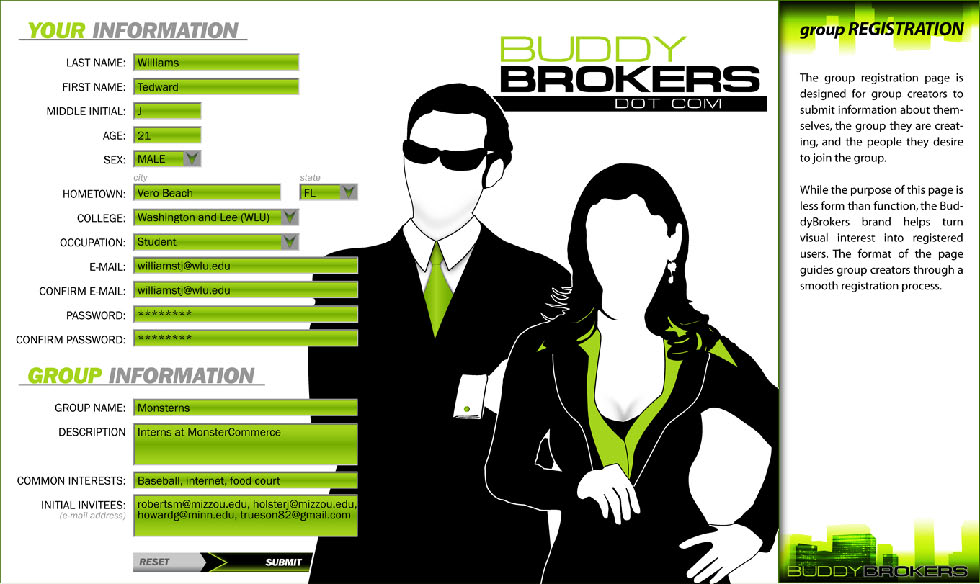 YOUR INFORMATION
LAST NAME: Williams
FIRST NAME: Tedward
MIDDLE INITIAL: J
AGE: 21
SEX: MALE
city state
HOMETOWN: Vero Beach FL
COLLEGE: Washington and Lee (WLU)
OCCUPATION: Student
E-MAIL: williamstj@wlu.edu
CONFIRM E-MAIL: williamstj@wlu.edu
PASSWORD: ********
CONFIRM PASSWORD: ********
GROUP INFORMATION
GROUP NAME: Monsterns
DESCRIPTION Interns at MonsterCommerce
COMMON INTERESTS: Baseball, internet, food court
INITIAL INVITEES: robertsm@mizzou.edu, holsterj@mizzou.edu,
(e-mail address) howardg@minn.edu, trueson82@gmail.com
RESET SUBMIT
BUDDY
BROKERS
DOT COM
group REGISTRATION
The group registration page is
designed for group creators to
submit information about them-
selves, the group they are creat-
ing, and the people they desire
to join the group.
While the purpose of this page is
less form than function, the Bud-
dyBrokers brand helps turn
visual interest into registered
users. The format of the page
guides group creators through a
smooth registration process.
BUDDYBROKERS